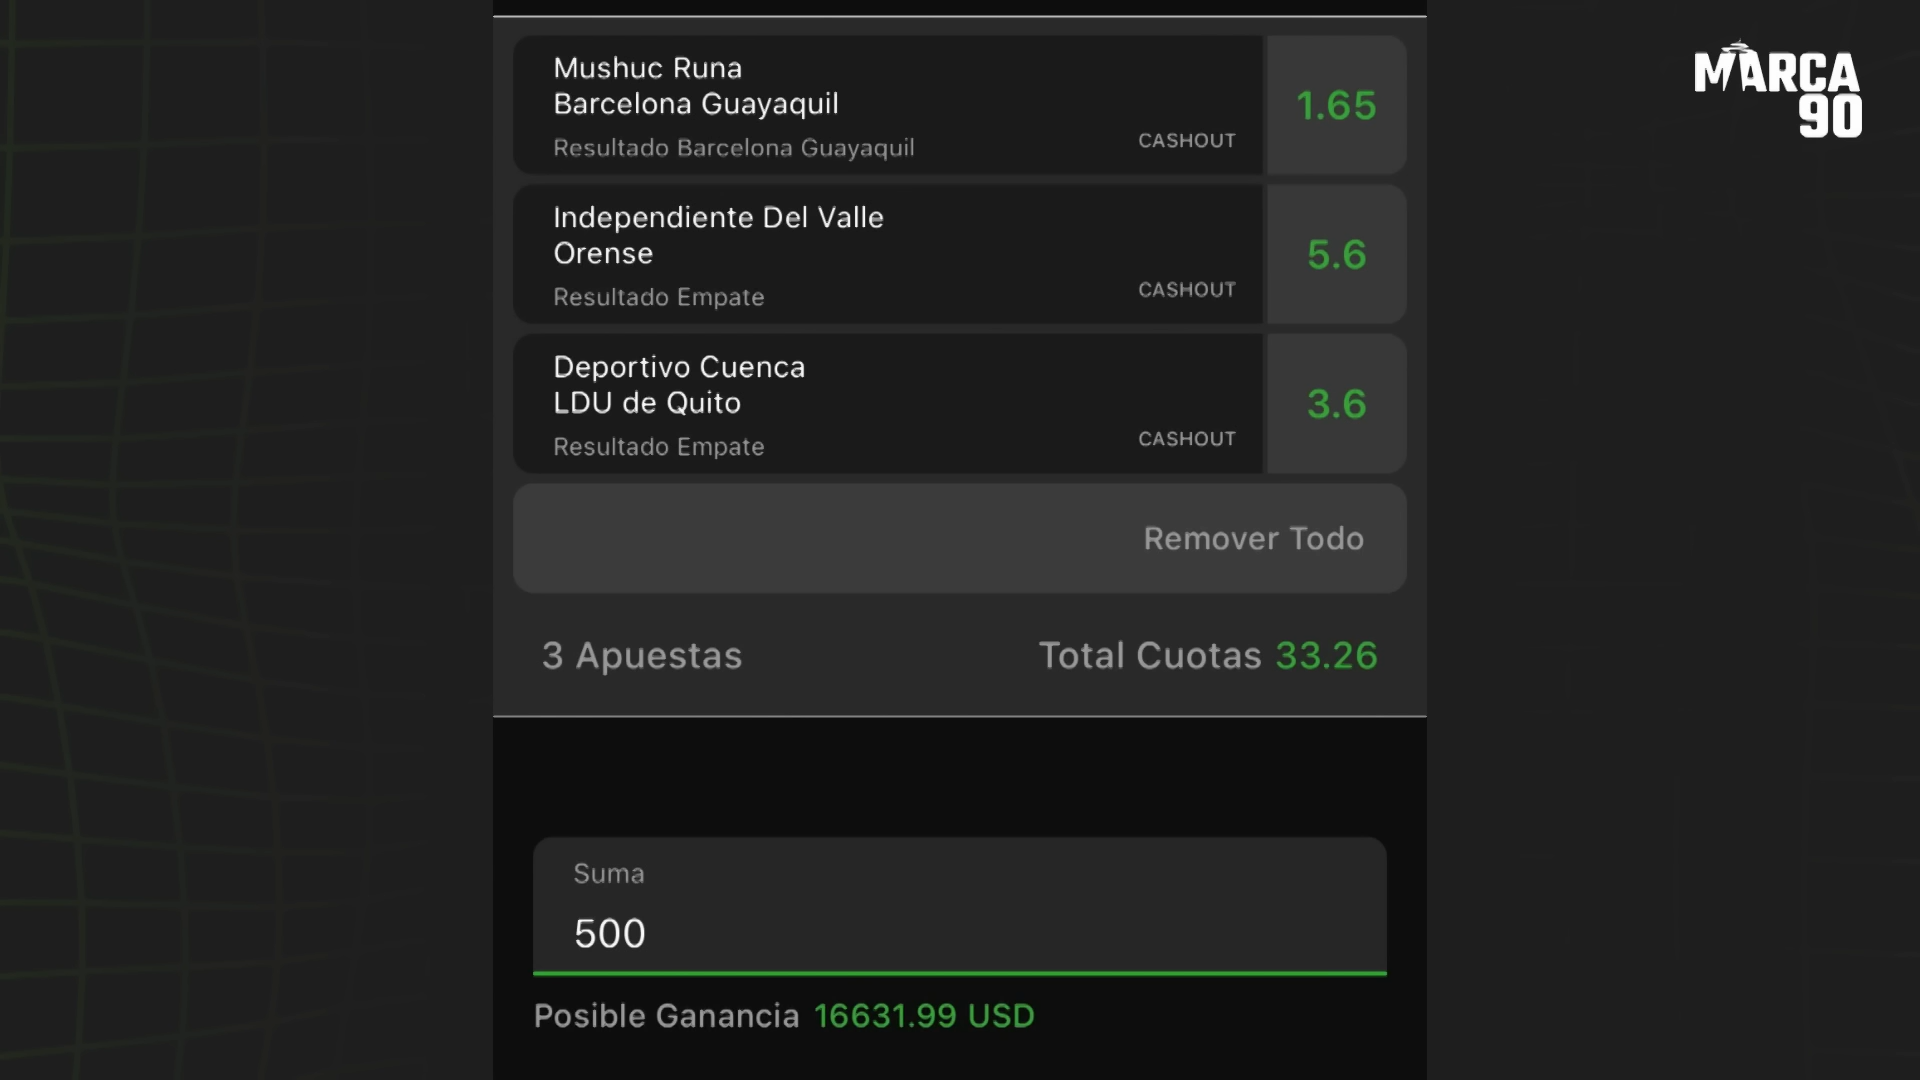 MARCA
90
Mushuc Runa
Barcelona Guayaquil
Resultado Barcelona Guayaquil
CASHOUT
1.65
Independiente Del Valle
Orense
Resultado Empate
CASHOUT
5.6
Deportivo Cuenca
LDU de Quito
Resultado Empate
CASHOUT
3.6
Remover Todo
3 Apuestas
Total Cuotas 33.26
Suma
500
Posible Ganancia 16631.99 USD